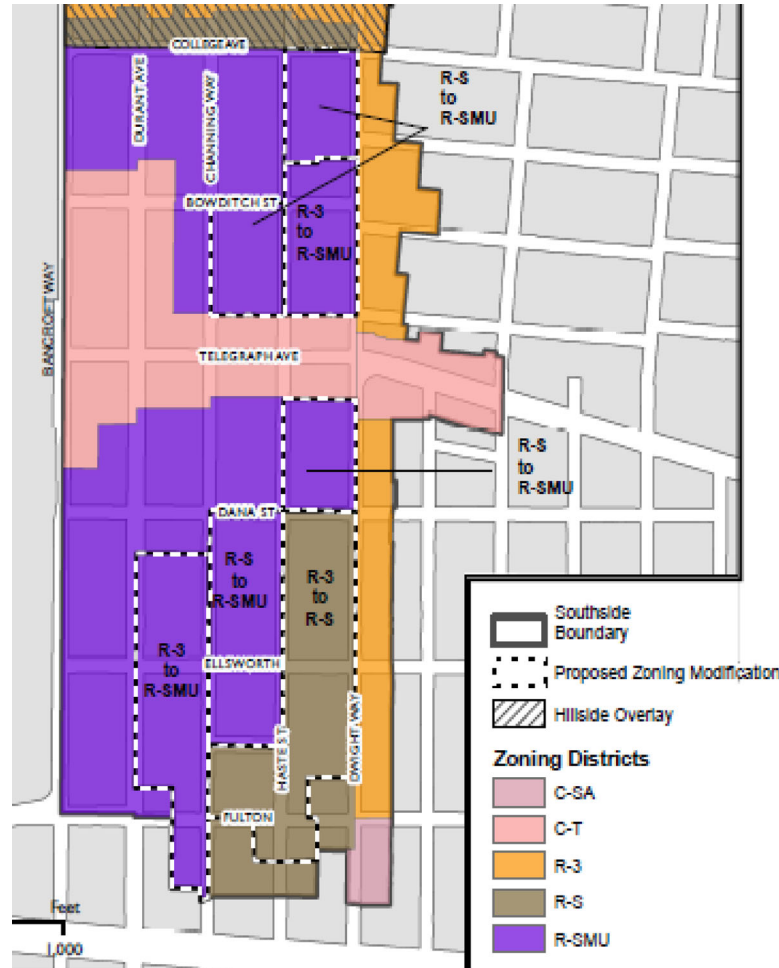 COLLEGE AVE
DURANT AVE
CHANNING WAY
R-S
to
R-SMU
BOWDITCH ST
R-3
to
R-SMU
BANCROFT WAY
TELEGRAPH AVE
R-S
to
R-SMU
DANA ST
R-S
to
R-SMU
R-3
to
R-S
R-3
to
R-SMU
ELLSWORTH
HASTE ST
DWIGHT WAY
FULTON
Feet
1,000
Southside
Boundary
Proposed Zoning Modification
Hillside Overlay
Zoning Districts
C-SA
C-T
R-3
R-S
R-SMU